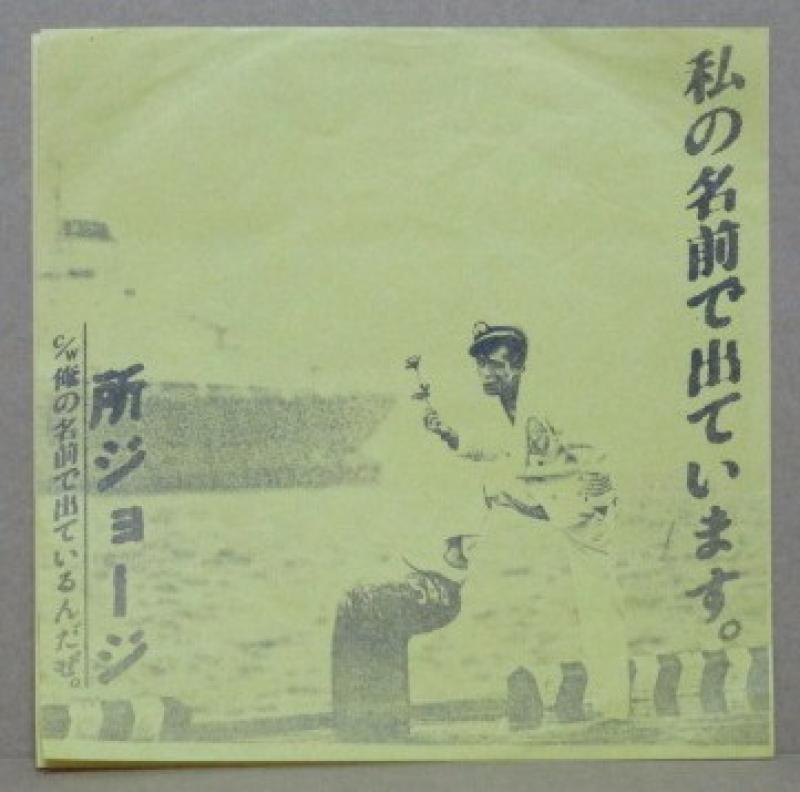 私の名前で出ています。
所ジョージ
c/w 俺の名前で出ているんだぜ。